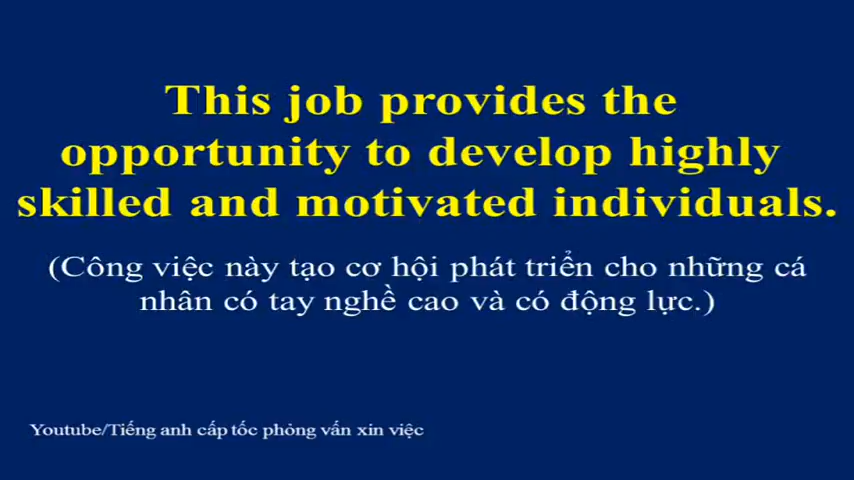 This job provides the
opportunity to develop highly
skilled and motivated individuals.
(Công việc này tạo cơ hội phát triển cho những cá
nhân có tay nghề cao và có động lực.)
Youtube/Tiếng anh cấp tốc phỏng vấn xin việc